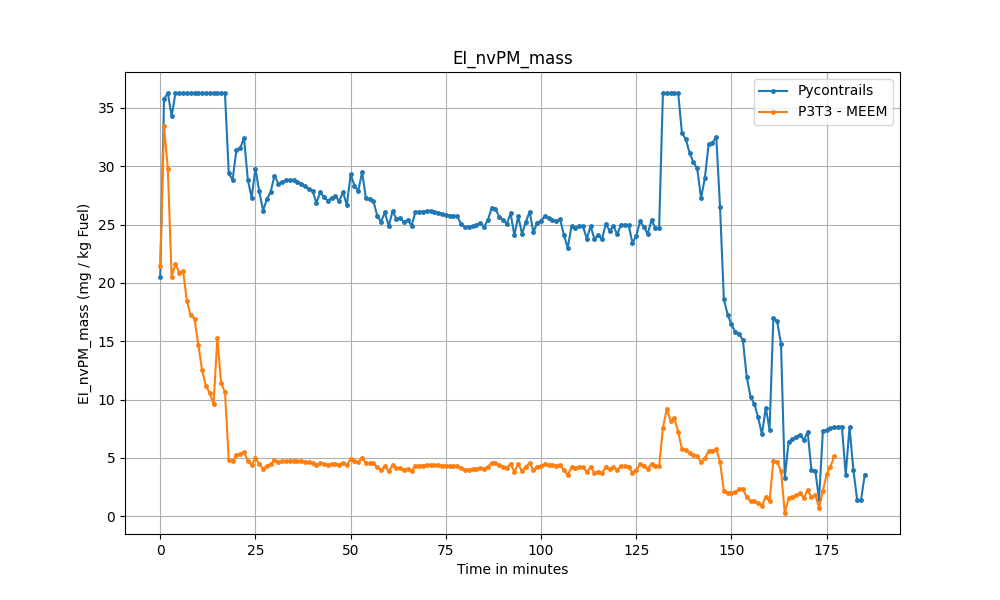 EI_nvPM_mass
Pycontrails
P3T3 - MEEM
EI_nvPM_mass (mg / kg Fuel)
35
30
25
20
15
10
5
0
0 25 50 75 100 125 150 175
Time in minutes